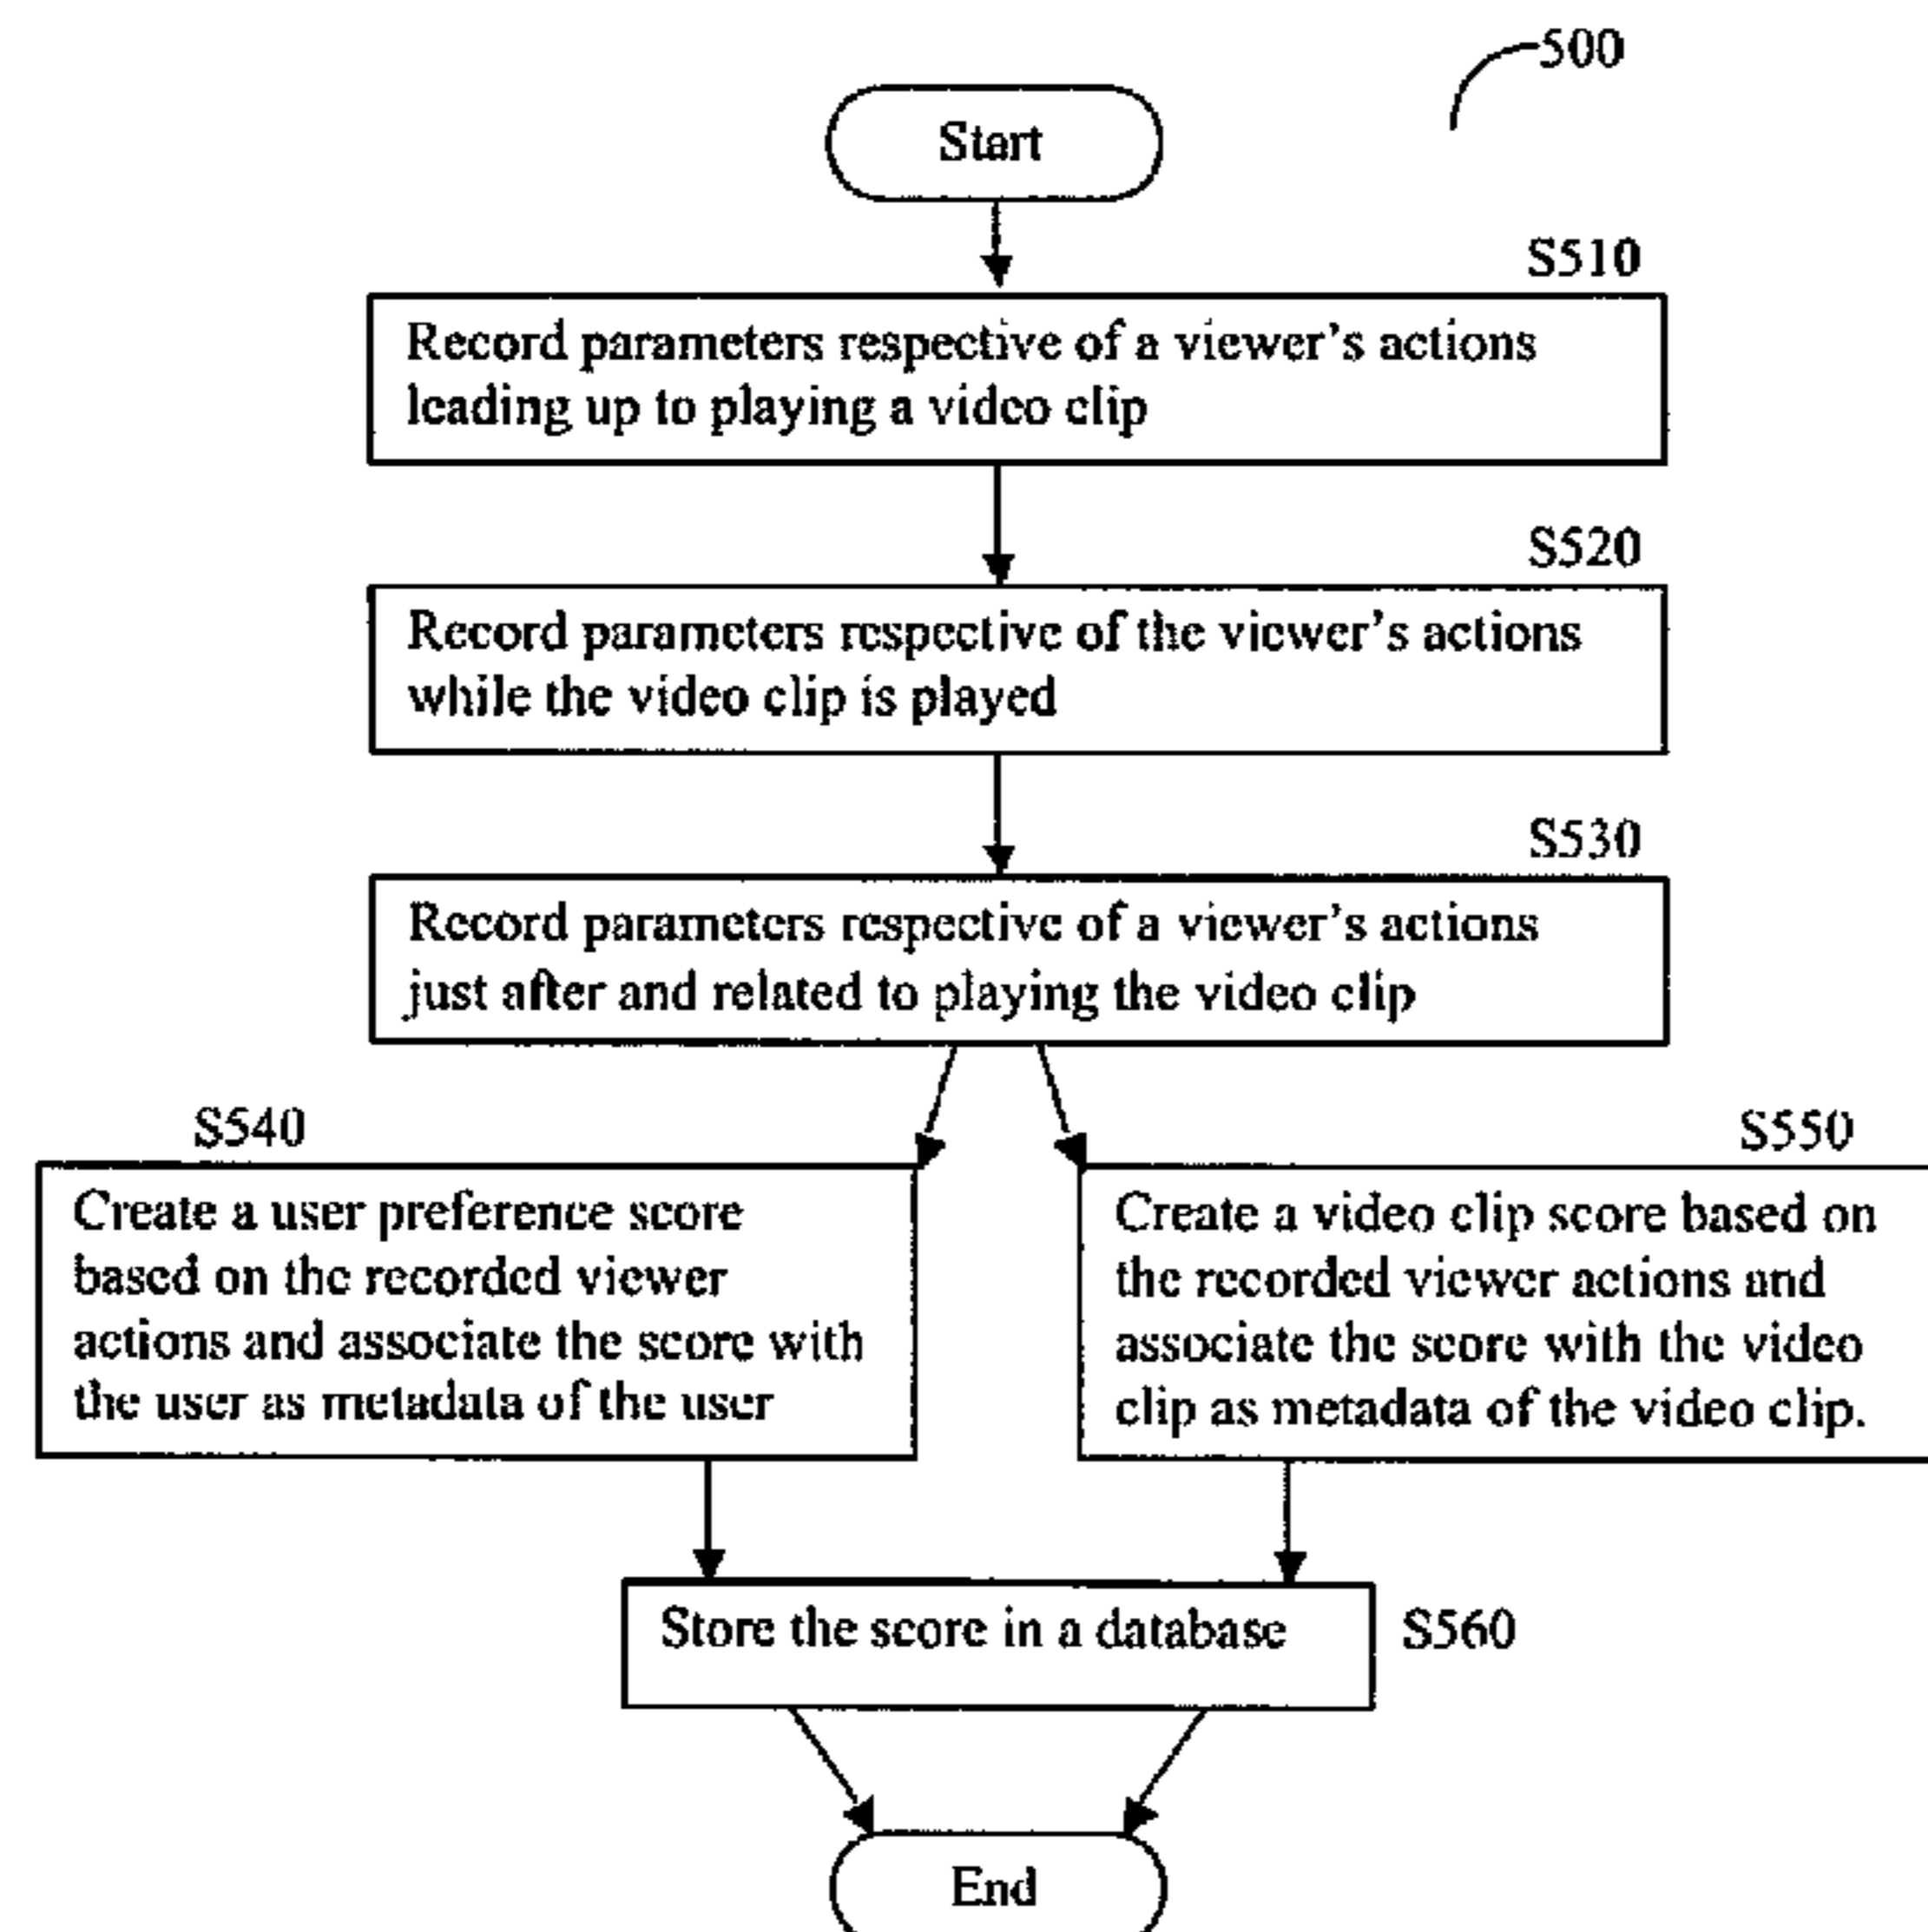 500
Start
S510
Record parameters respective of a viewer's actions
leading up to playing a video clip
S520
Record parameters respective of the viewer's actions
while the video clip is played
S530
Record parameters respective of a viewer's actions
just after and related to playing the video clip
S540
Create a user preference score
based on the recorded viewer
actions and associate the score with
the user as metadata of the user
S550
Create a video clip score based on
the recorded viewer actions and
associate the score with the video
clip as metadata of the video clip.
Store the score in a database
S560
End